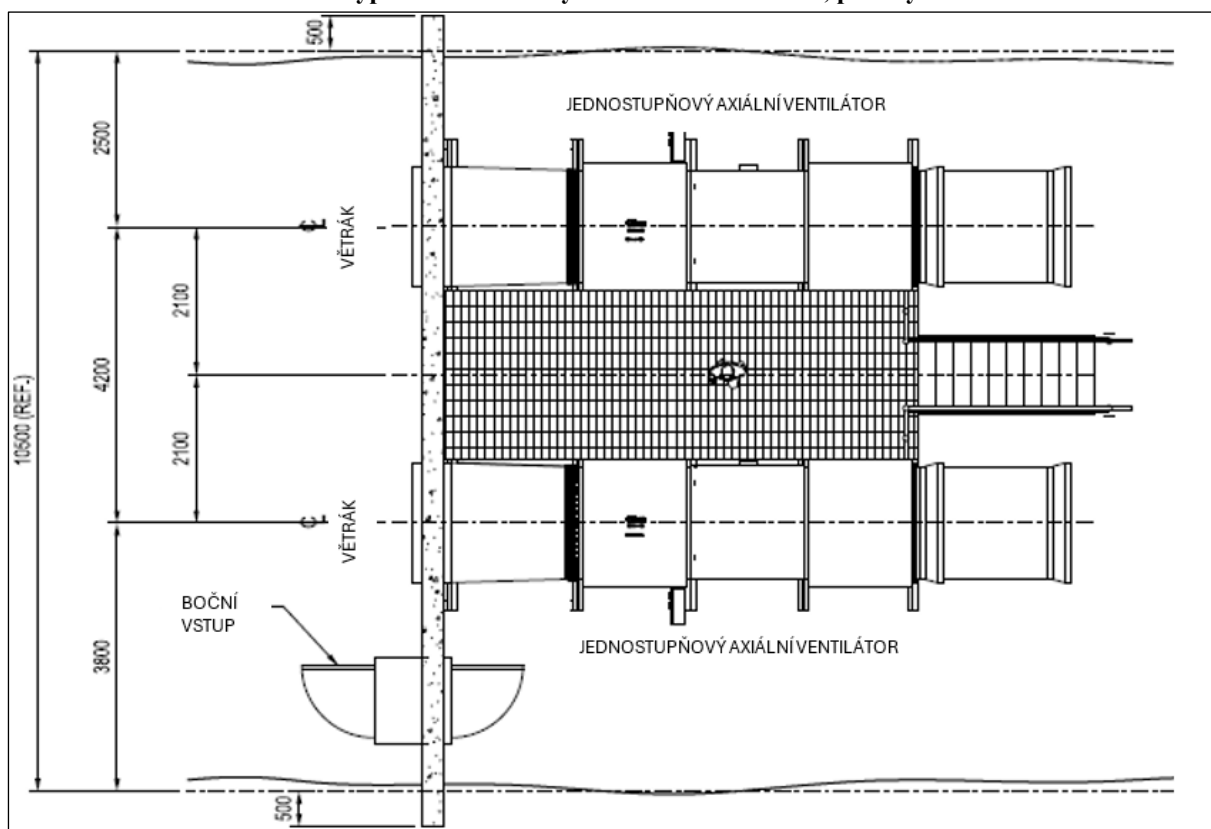 500
JEDNOSTUPŇOVÝ AXIÁLNÍ VENTILÁTOR
2500
VĚTRÁK
2100
4200
10500 (REF.)
2100
VĚTRÁK
BOČNÍ
VSTUP
JEDNOSTUPŇOVÝ AXIÁLNÍ VENTILÁTOR
3800
500